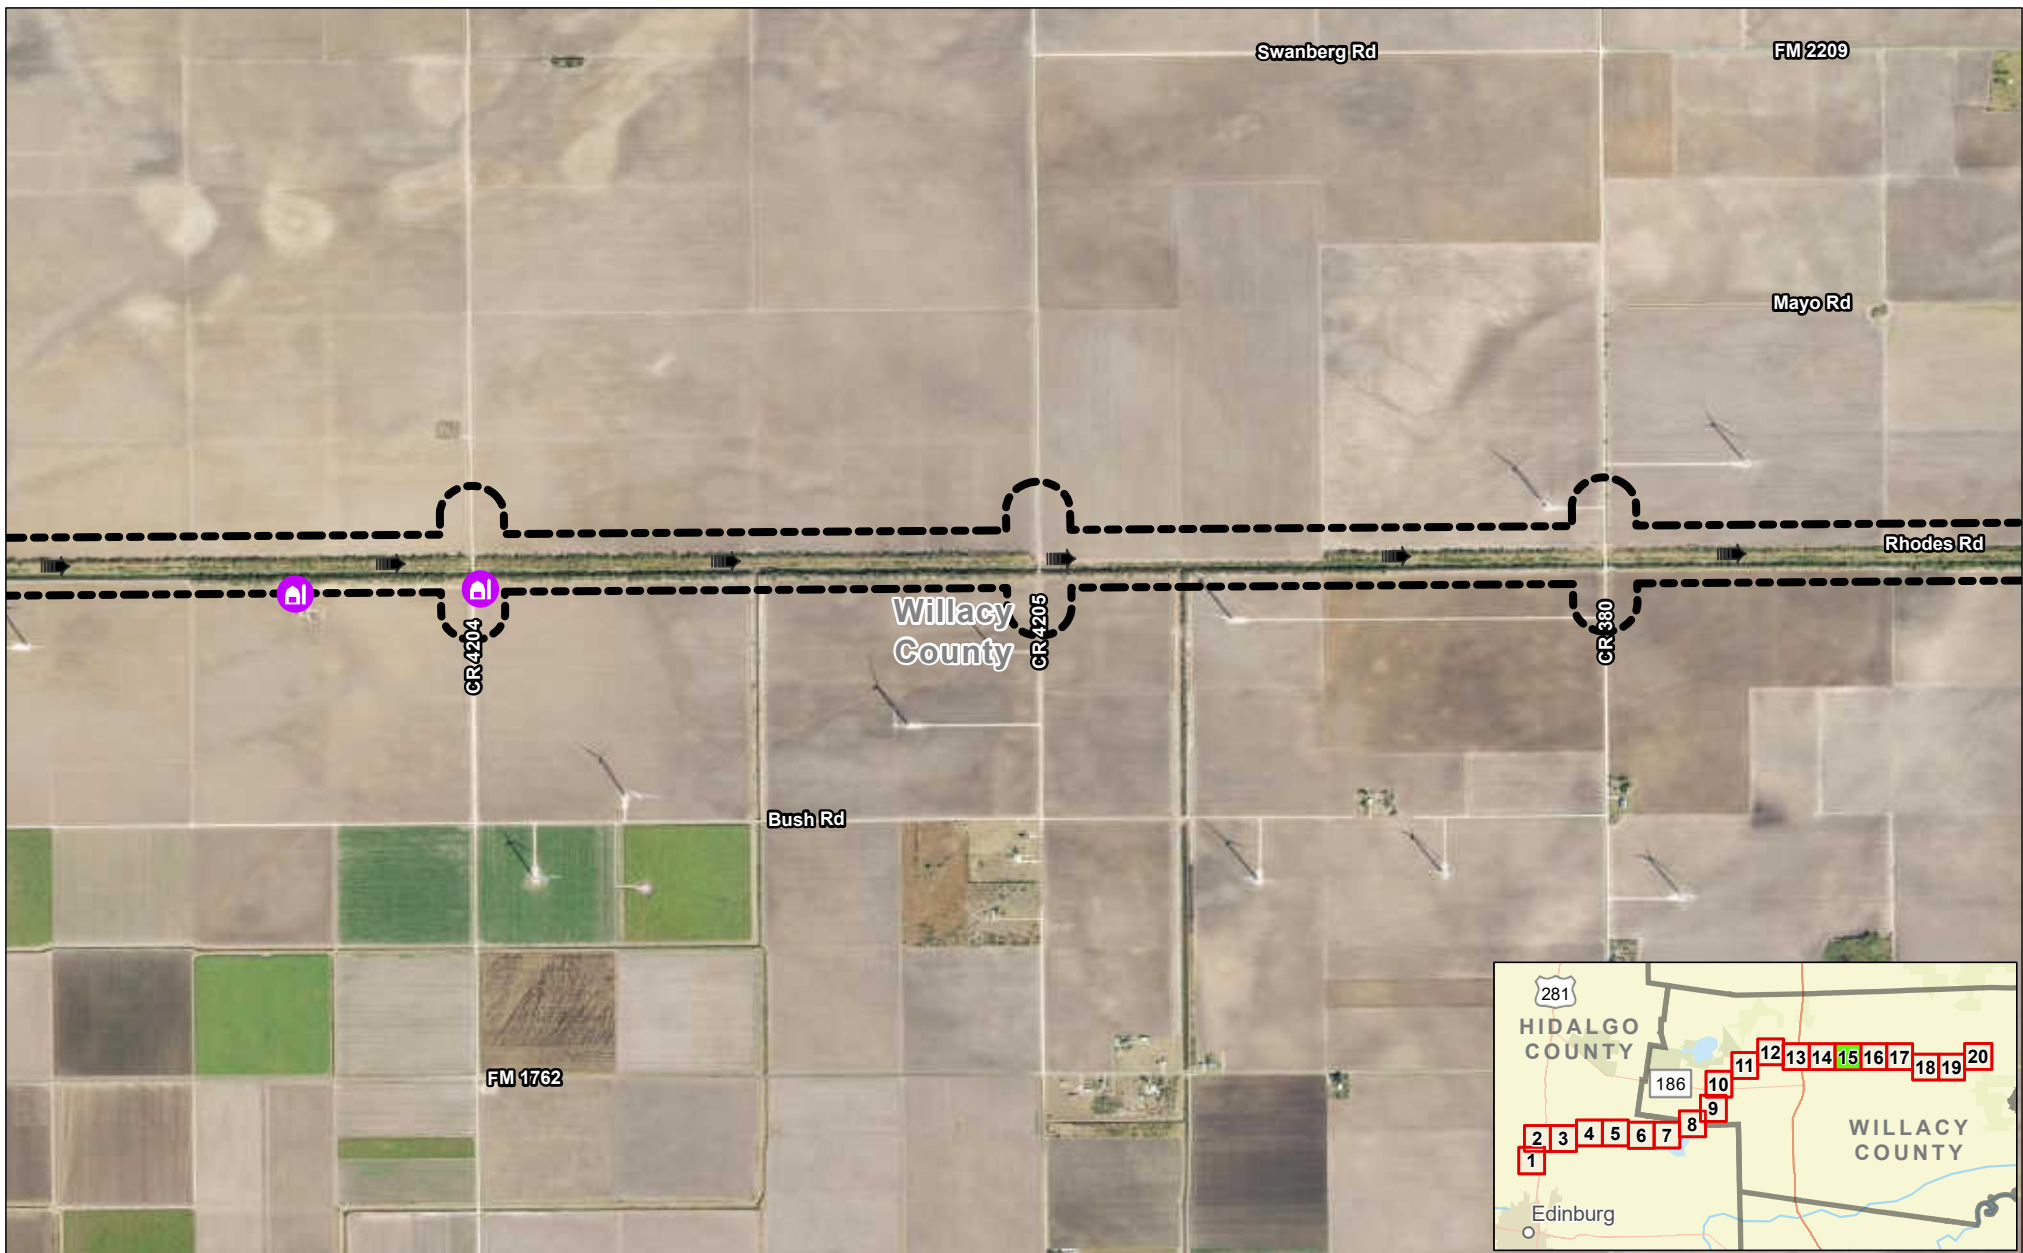 Swanberg Rd
FM 2209
Mayo Rd
Rhodes Rd
Willacy
County
CR 4204
CR 4205
CR 380
Bush Rd
FM 1762
281
HIDALGO
COUNTY
186
WILLACY
COUNTY
1
2
3
4
5
6
7
8
9
10
11
12
13
14
15
16
17
18
19
20
Edinburg